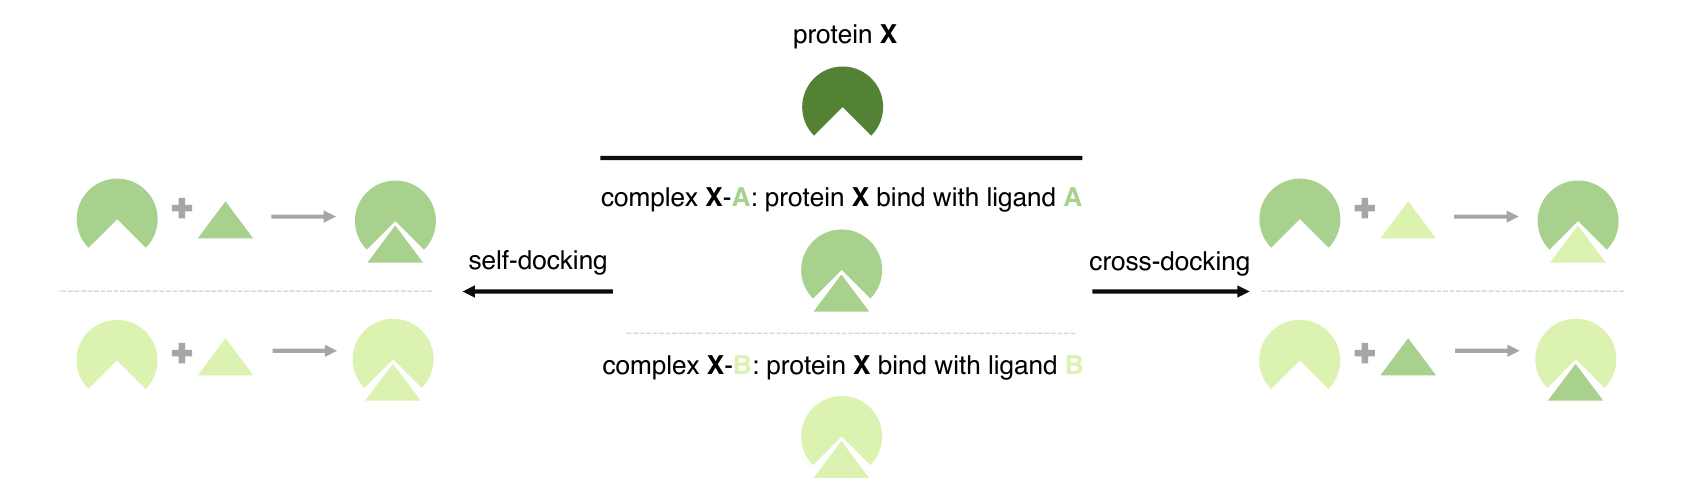 protein X
complex X-A: protein X bind with ligand A
self-docking
cross-docking
complex X-B: protein X bind with ligand B